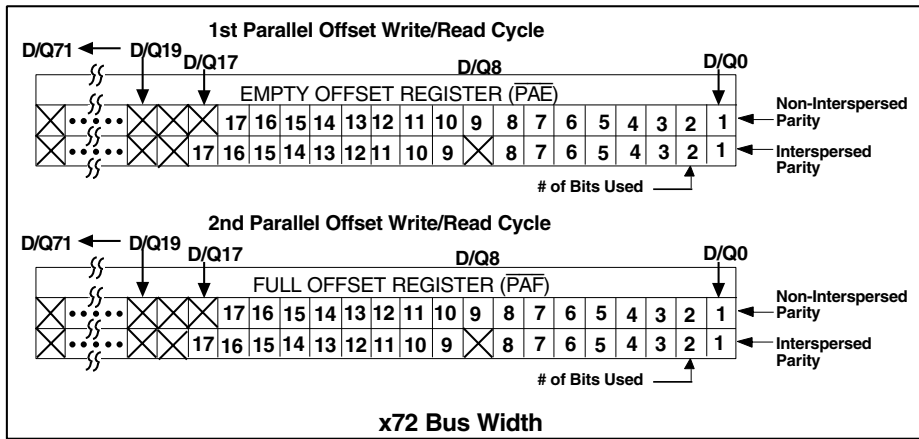 1st Parallel Offset Write/Read Cycle
D/Q71 D/Q19
D/Q17 D/Q8 D/Q0
EMPTY OFFSET REGISTER (PAE)
17 16 15 14 13 12 11 10 9 8 7 6 5 4 3 2 1 Non-Interspersed Parity
17 16 15 14 13 12 11 10 9 8 7 6 5 4 3 2 1 Interspersed Parity
# of Bits Used
2nd Parallel Offset Write/Read Cycle
D/Q71 D/Q19
D/Q17 D/Q8 D/Q0
FULL OFFSET REGISTER (PAF)
17 16 15 14 13 12 11 10 9 8 7 6 5 4 3 2 1 Non-Interspersed Parity
17 16 15 14 13 12 11 10 9 8 7 6 5 4 3 2 1 Interspersed Parity
# of Bits Used
x72 Bus Width